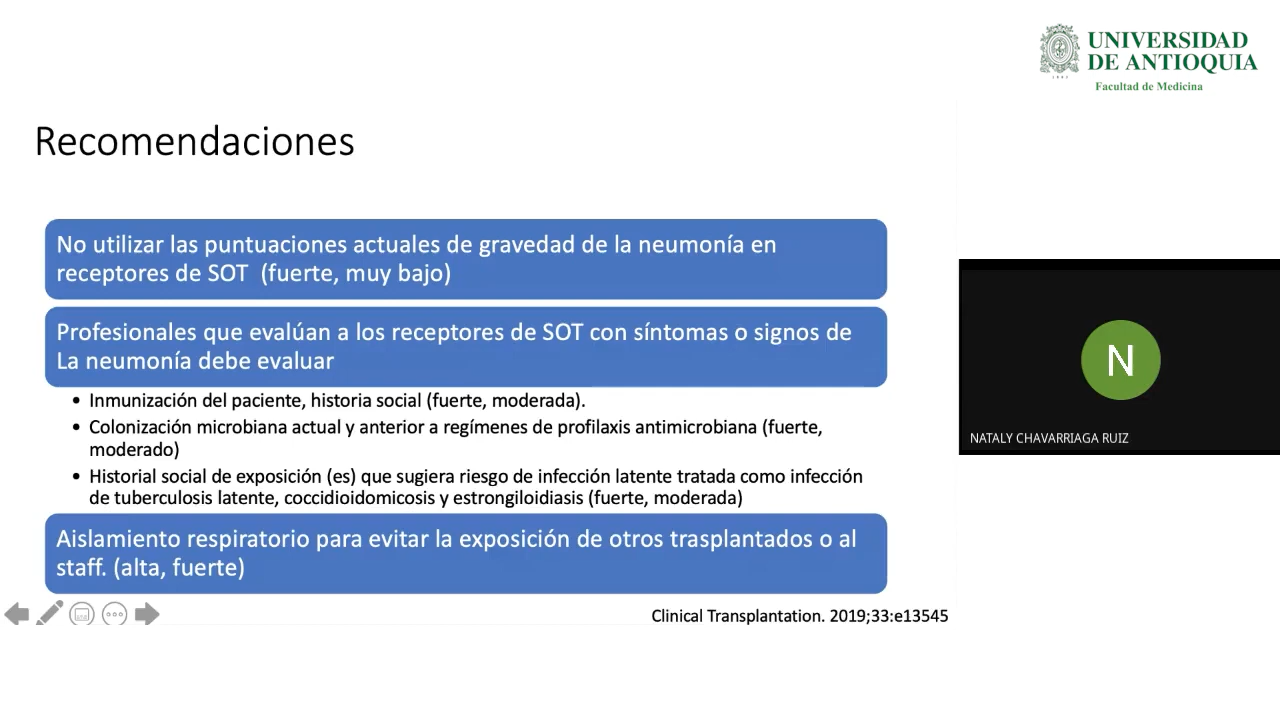 UNIVERSIDAD
DE ANTIOQUIA
Facultad de Medicina
Recomendaciones
No utilizar las puntuaciones actuales de gravedad de la neumonía en
receptores de SOT (fuerte, muy bajo)
Profesionales que evalúan a los receptores de SOT con síntomas o signos de
La neumonía debe evaluar
• Inmunización del paciente, historia social (fuerte, moderada).
• Colonización microbiana actual y anterior a regímenes de profilaxis antimicrobiana (fuerte,
moderado)
• Historial social de exposición (es) que sugiera riesgo de infección latente tratada como infección
de tuberculosis latente, coccidioidomicosis y estrongiloidiasis (fuerte, moderada)
Aislamiento respiratorio para evitar la exposición de otros trasplantados o al
staff. (alta, fuerte)
Clinical Transplantation. 2019;33:e13545
N
NATALY CHAVARRIAGA RUIZ